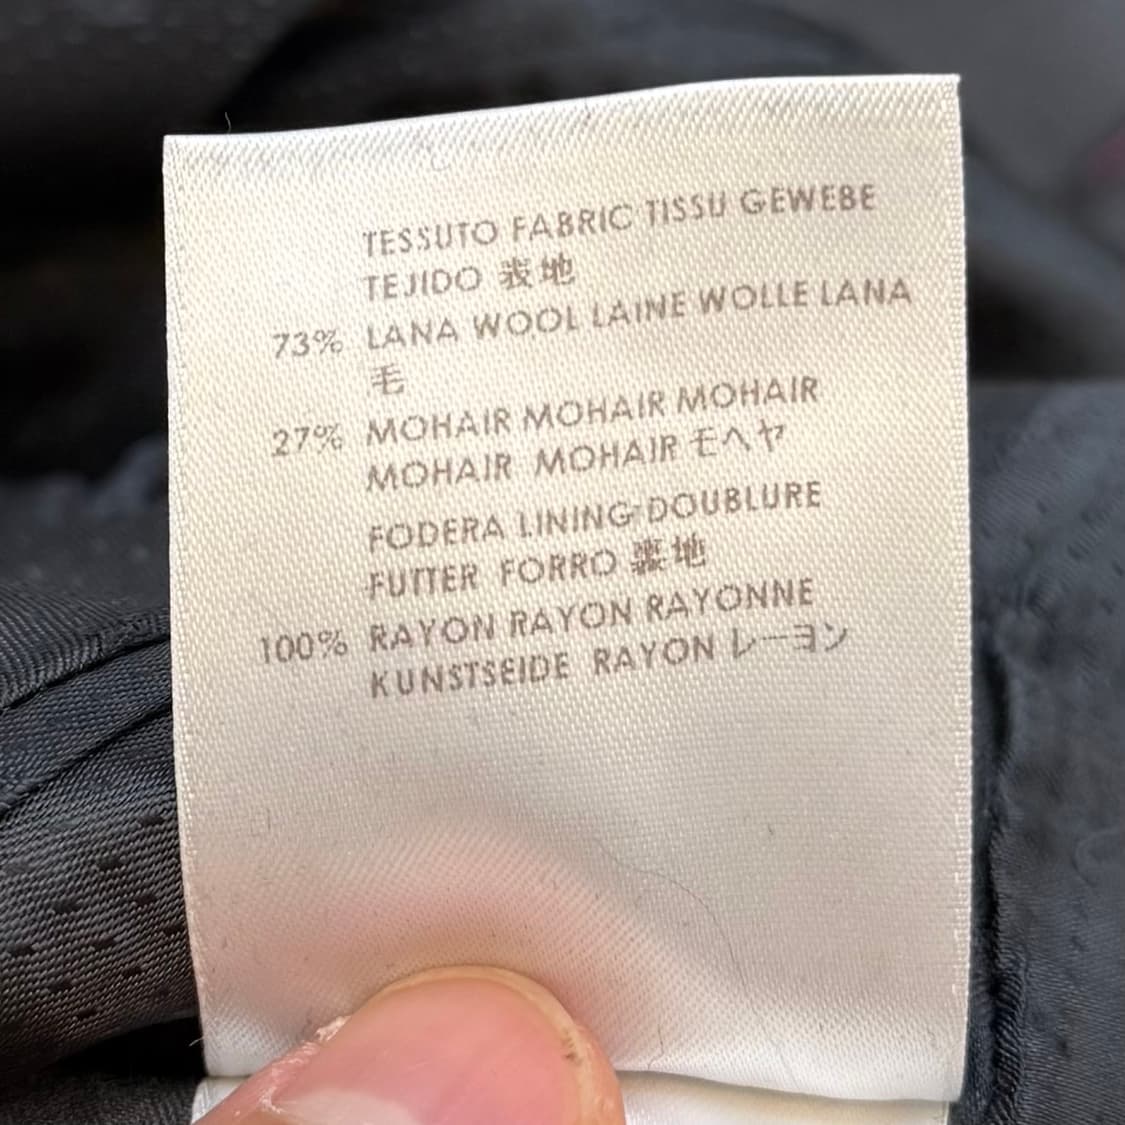 TESSUTO FABRIC TISSU GEWEBE
TEJIDO 表地
73% LANA WOOL LAINE WOLLE LANA
毛
27% MOHAIR MOHAIR MOHAIR
MOHAIR MOHAIR モヘヤ
FODERA LINING DOUBLURE
FUTTER FORRO 裏地
100% RAYON RAYON RAYONNE
KUNSTSEIDE RAYON レーヨン